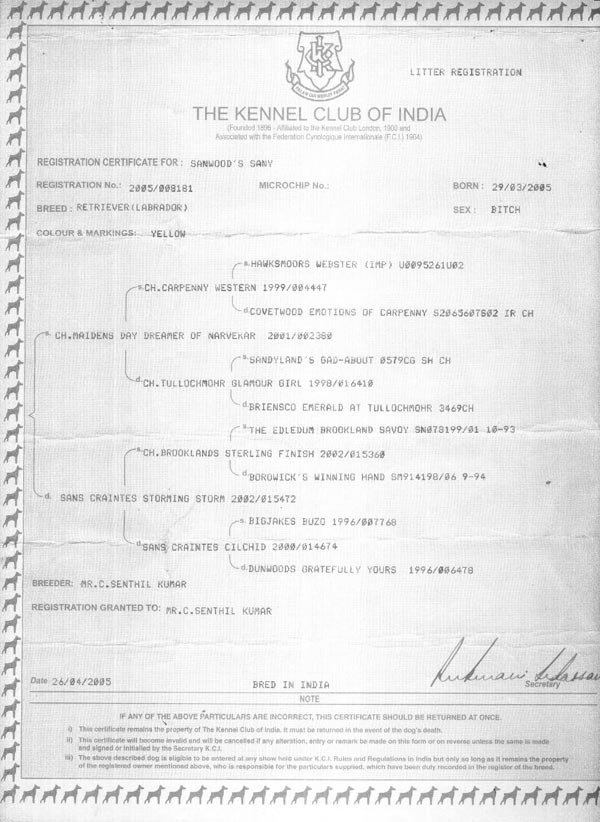 LITTER REGISTRATION
THE KENNEL CLUB OF INDIA
(Founded 1896 - Affiliated to the Kennel Club London, 1900 and
Associated with the Federation Cynologique Internationale (F.C.I.) 1904)
REGISTRATION CERTIFICATE FOR: SANWOOD'S SANY
REGISTRATION No.: 2005/008181 MICROCHIP No.: BORN: 29/03/2005
BREED: RETRIEVER(LABRADOR) SEX: BITCH
COLOUR & MARKINGS: YELLOW
s. HAWKSMOORS WEBSTER (IMP) U0095261U02
s. CH.CARPENNY WESTERN 1999/004447
d. COVETWOOD EMOTIONS OF CARPENNY S2065607S02 IR CH
s. CH.MAIDENS DAY DREAMER OF NARVEKAR 2001/002380
s. SANDYLAND'S GAD-ABOUT 0579CG SH CH
d. CH.TULLOCHMOHR GLAMOUR GIRL 1998/016410
d. BRIENSCO EMERALD AT TULLOCHMOHR 3469CH
s. THE EDLEDUM BROOKLAND SAVOY SN078199/01 10-93
s. CH.BROOKLANDS STERLING FINISH 2002/015360
d. BOROWICK'S WINNING HAND SM914198/06 9-94
d. SANS CRAINTES STORMING STORM 2002/015472
s. BIGJAKES BUZO 1996/007768
d. SANS CRAINTES CILCHID 2000/014674
d. DUNWOODS GRATEFULLY YOURS 1996/006478
BREEDER: MR.C.SENTHIL KUMAR
REGISTRATION GRANTED TO: MR.C.SENTHIL KUMAR
Date 26/04/2005 BRED IN INDIA Secretary
NOTE
IF ANY OF THE ABOVE PARTICULARS ARE INCORRECT, THIS CERTIFICATE SHOULD BE RETURNED AT ONCE.
i) This certificate remains the property of The Kennel Club of India. It must be returned in the event of the dog's death.
ii) This certificate will become invalid and will be cancelled if any alteration, entry or remark be made on this form or on reverse unless the same is made
and signed or initialled by the Secretary K.C.I.
iii) The above described dog is eligible to be entered at any show held under K.C.I. Rules and Regulations in India but only so long as it remains the property
of the registered owner mentioned above, who is responsible for the particulars supplied, which have been duly recorded in the register of the breed.